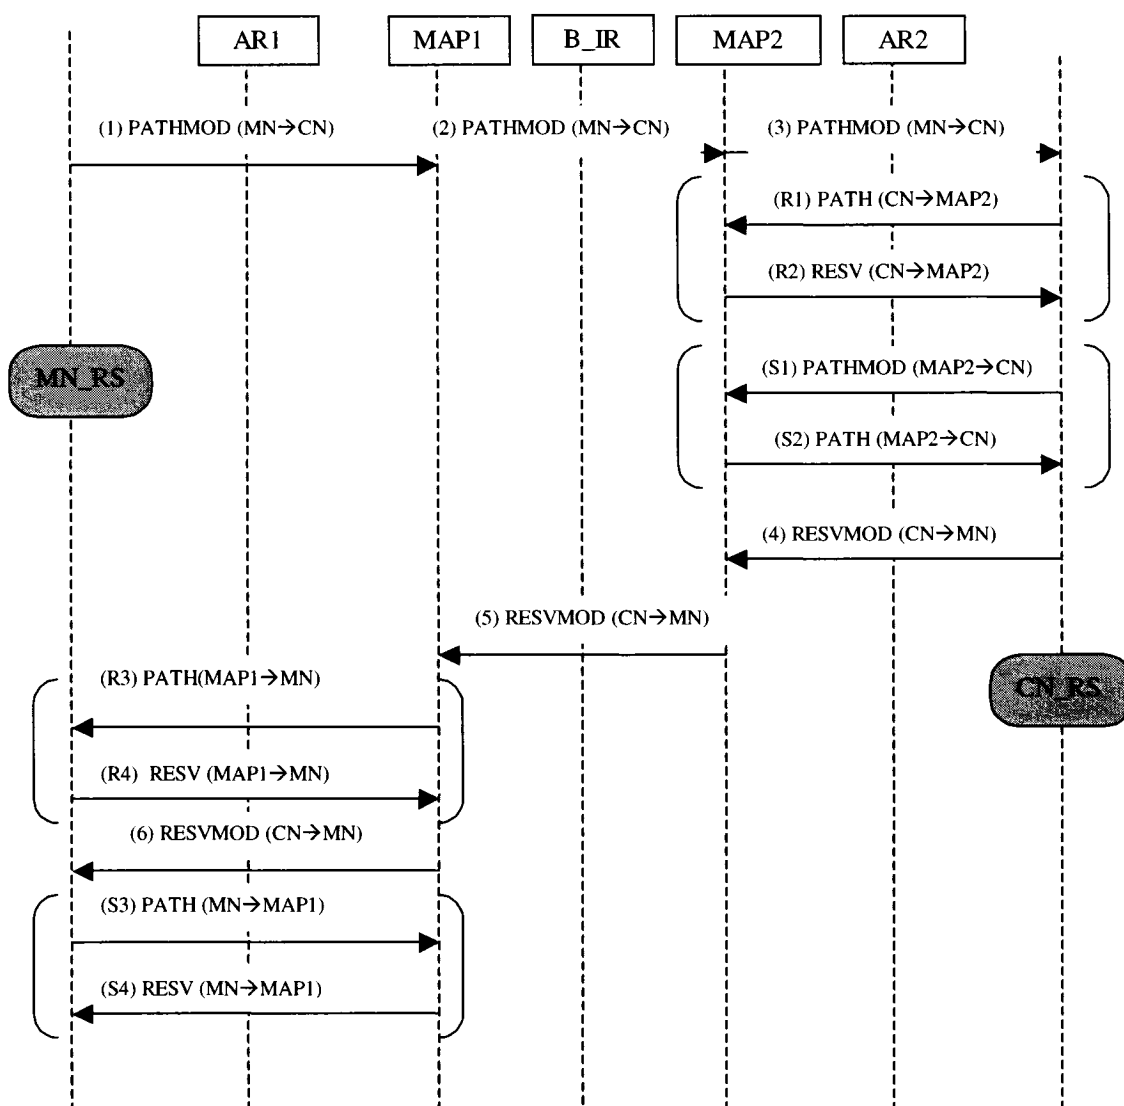 AR1 MAP1 B_IR MAP2 AR2
(1) PATHMOD (MN→CN) (2) PATHMOD (MN→CN) (3) PATHMOD (MN→CN)
(R1) PATH (CN→MAP2)
(R2) RESV (CN→MAP2)
MN_RS
(S1) PATHMOD (MAP2→CN)
(S2) PATH (MAP2→CN)
(4) RESVMOD (CN→MN)
(5) RESVMOD (CN→MN)
(R3) PATH(MAP1→MN)
CN_RS
(R4) RESV (MAP1→MN)
(6) RESVMOD (CN→MN)
(S3) PATH (MN→MAP1)
(S4) RESV (MN→MAP1)